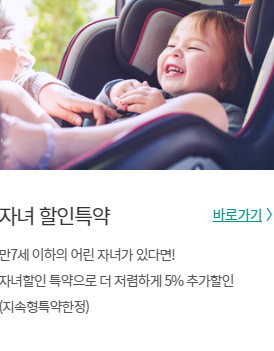 자녀 할인특약
바로가기 >
만7세 이하의 어린 자녀가 있다면!
자녀할인 특약으로 더 저렴하게 5% 추가할인
(지속형특약한정)